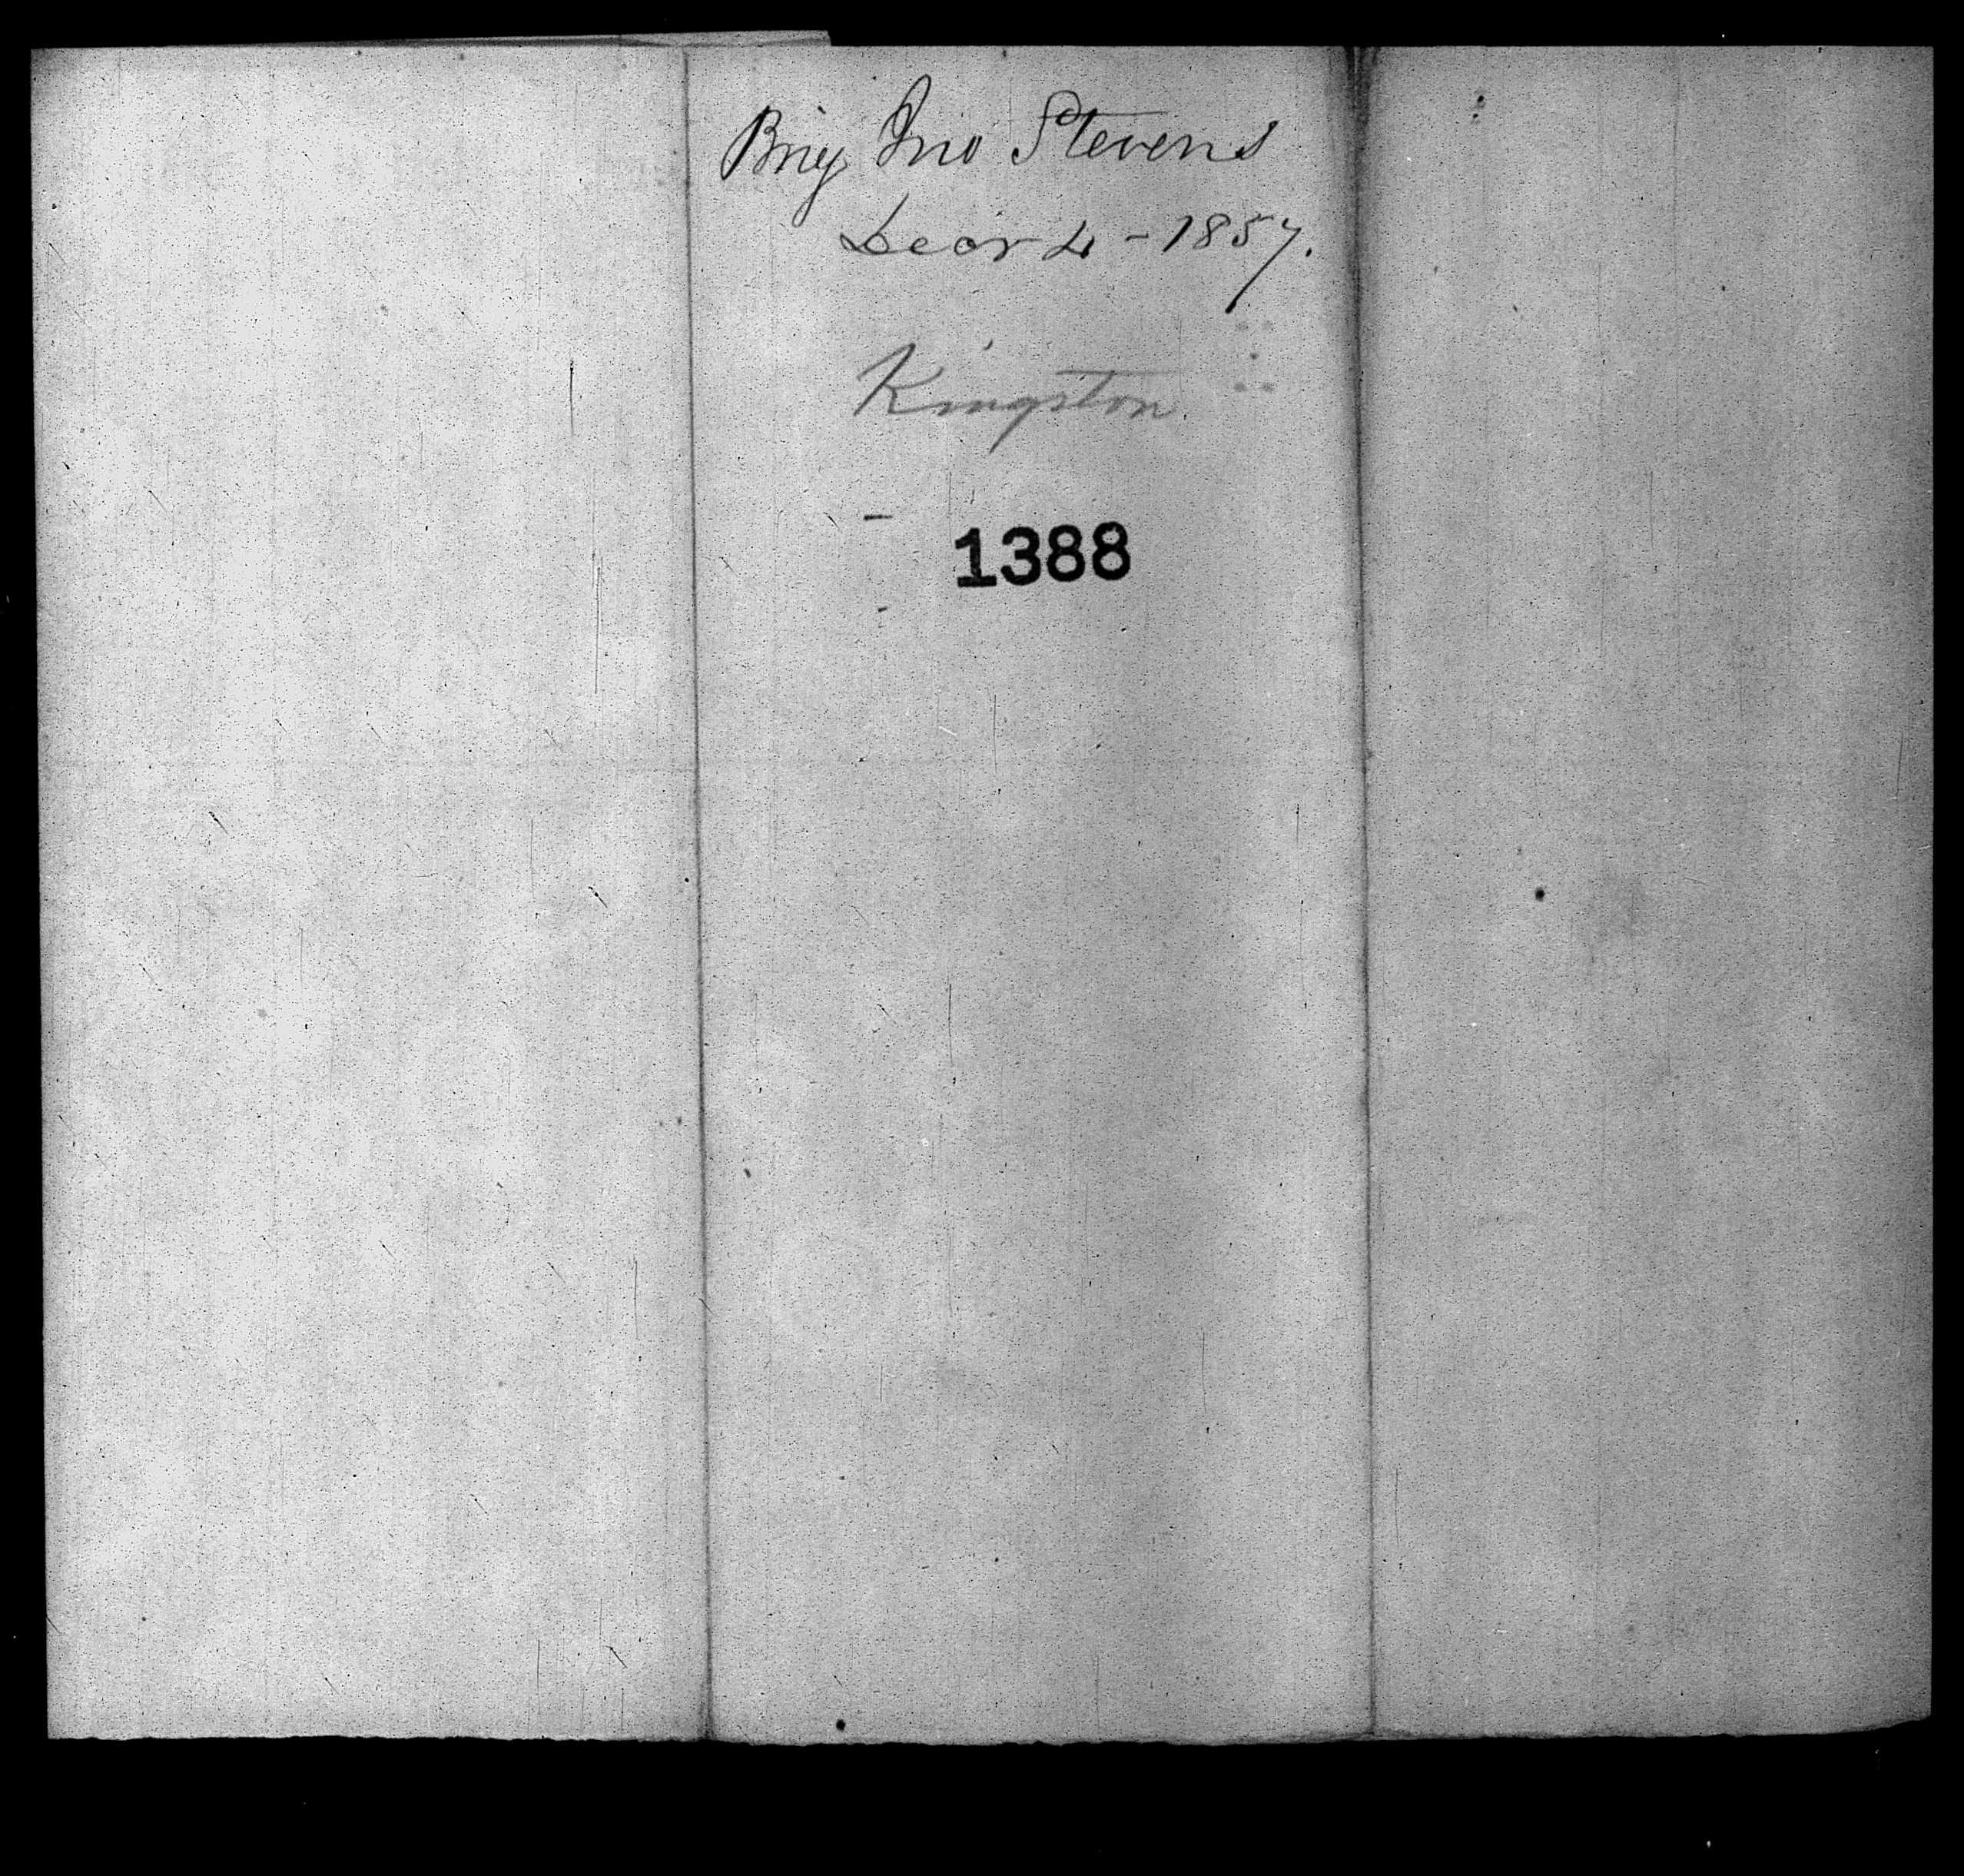 Brig Jno Stevens
Decr 4 - 1857.
Kingston
1388